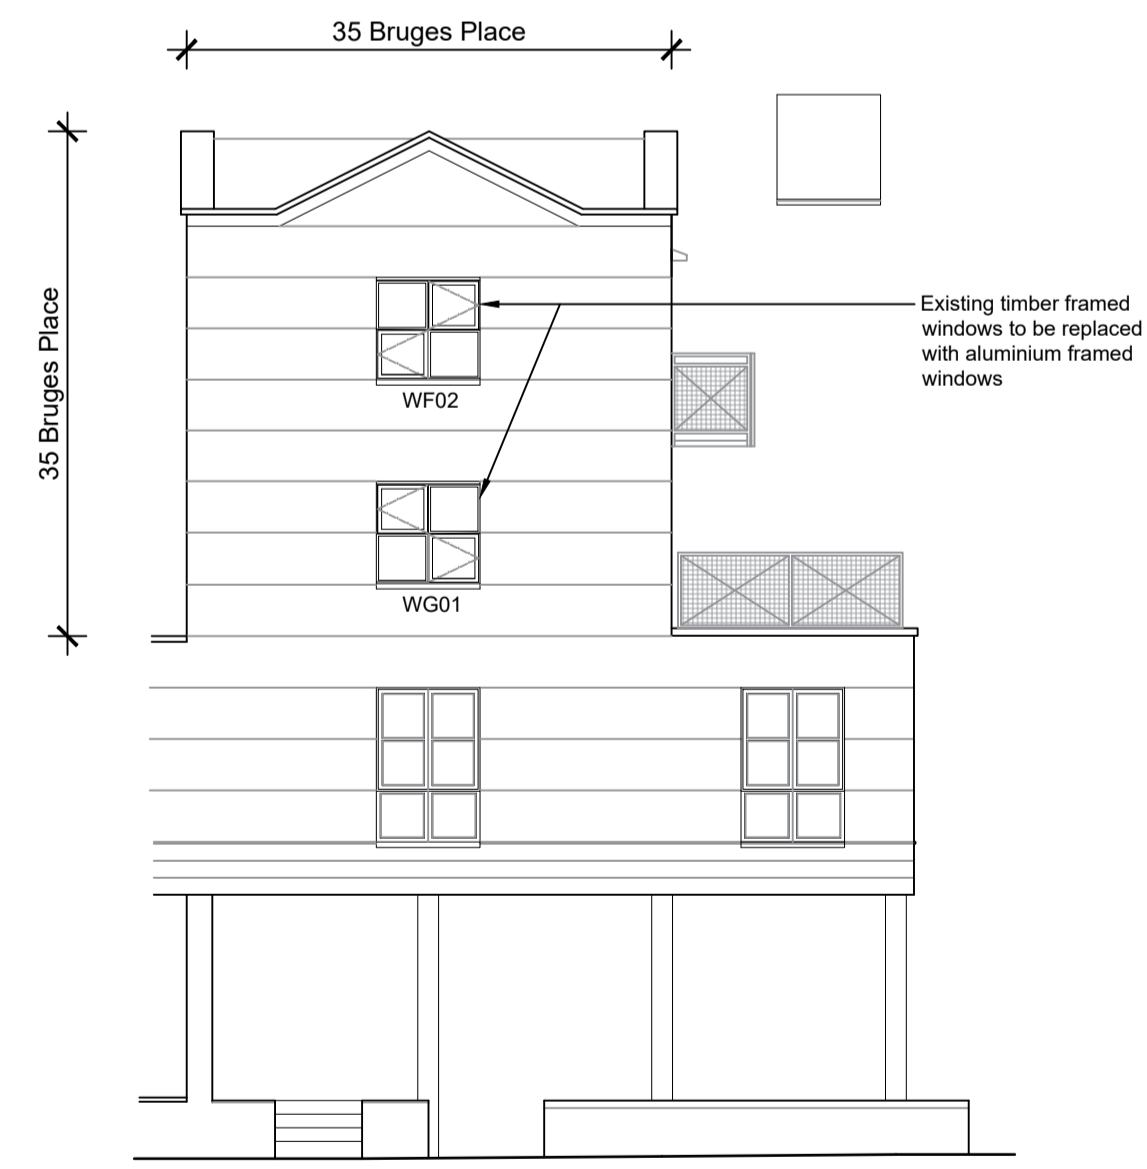 35 Bruges Place
35 Bruges Place
Existing timber framed
windows to be replaced
with aluminium framed
windows
WF02
WG01